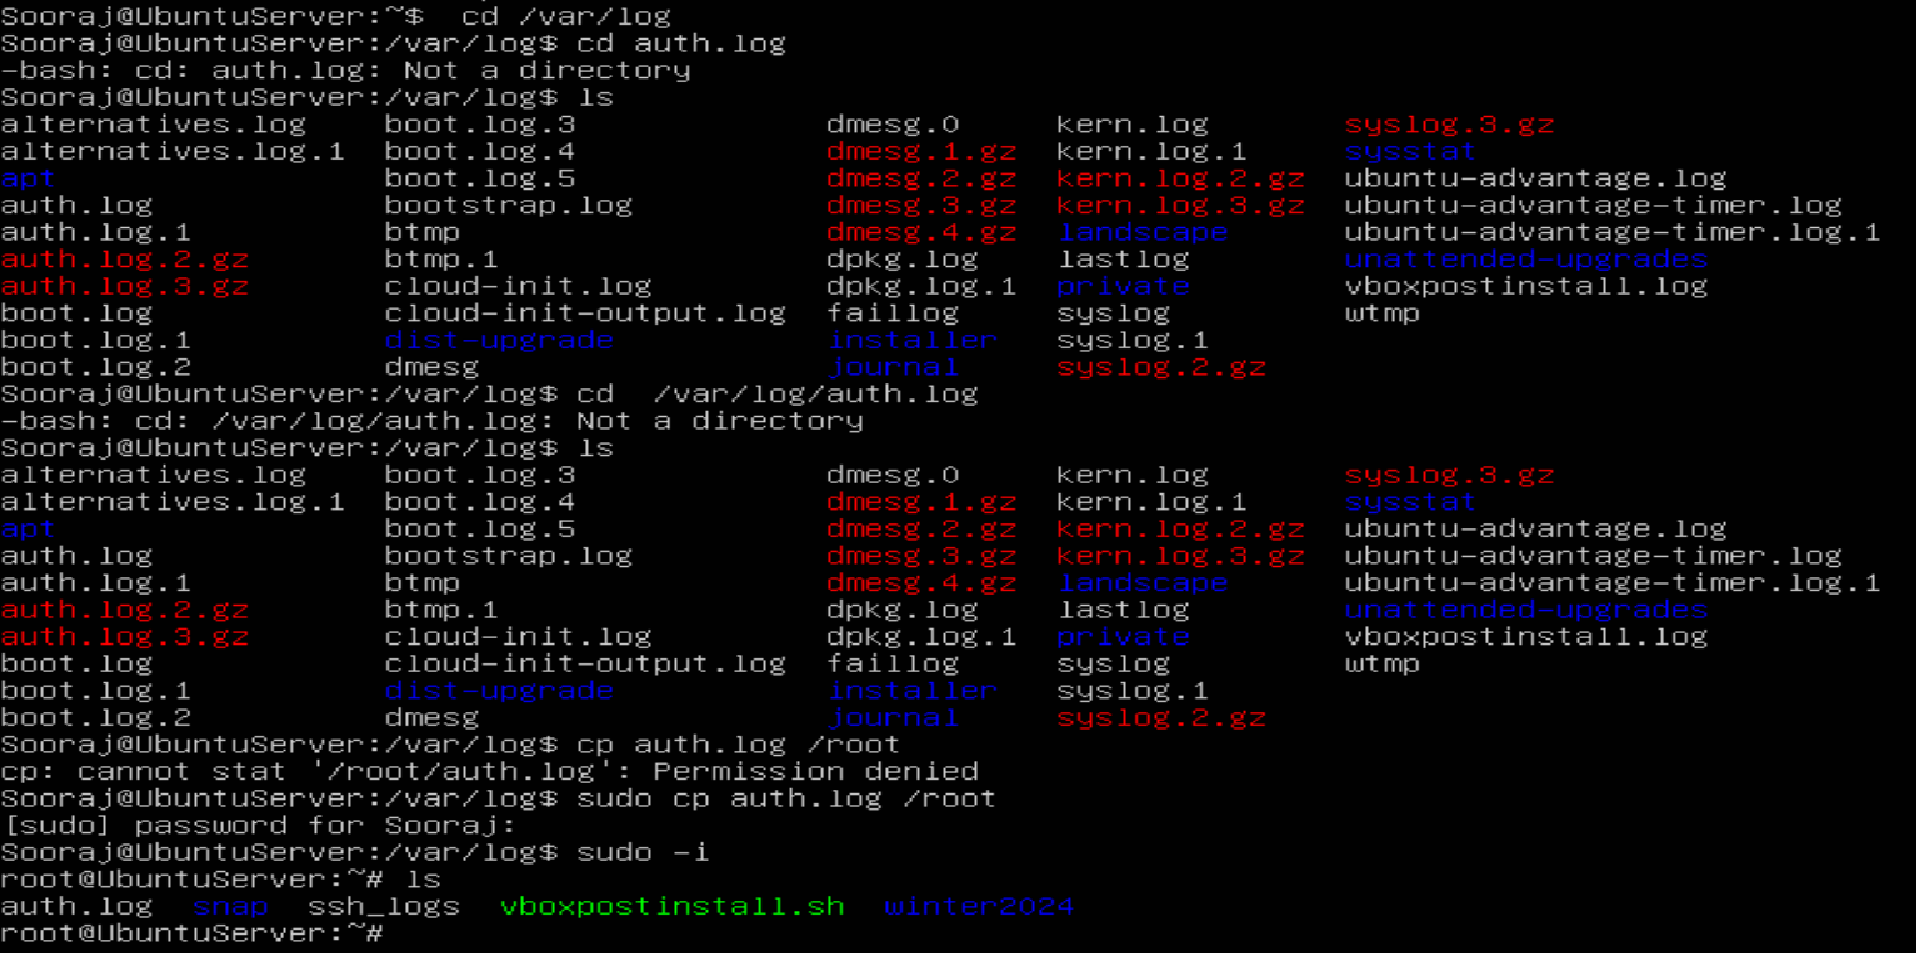 Sooraj@UbuntuServer:~$  cd /var/log
Sooraj@UbuntuServer:/var/log$ cd auth.log
-bash: cd: auth.log: Not a directory
Sooraj@UbuntuServer:/var/log$ ls
alternatives.log    boot.log.3             dmesg.0     kern.log       syslog.3.gz
alternatives.log.1  boot.log.4             dmesg.1.gz  kern.log.1     sysstat
apt                 boot.log.5             dmesg.2.gz  kern.log.2.gz  ubuntu-advantage.log
auth.log            bootstrap.log          dmesg.3.gz  kern.log.3.gz  ubuntu-advantage-timer.log
auth.log.1          btmp                   dmesg.4.gz  landscape      ubuntu-advantage-timer.log.1
auth.log.2.gz       btmp.1                 dpkg.log    lastlog        unattended-upgrades
auth.log.3.gz       cloud-init.log         dpkg.log.1  private        vboxpostinstall.log
boot.log            cloud-init-output.log  faillog     syslog         wtmp
boot.log.1          dist-upgrade           installer   syslog.1
boot.log.2          dmesg                  journal     syslog.2.gz
Sooraj@UbuntuServer:/var/log$ cd  /var/log/auth.log
-bash: cd: /var/log/auth.log: Not a directory
Sooraj@UbuntuServer:/var/log$ ls
alternatives.log    boot.log.3             dmesg.0     kern.log       syslog.3.gz
alternatives.log.1  boot.log.4             dmesg.1.gz  kern.log.1     sysstat
apt                 boot.log.5             dmesg.2.gz  kern.log.2.gz  ubuntu-advantage.log
auth.log            bootstrap.log          dmesg.3.gz  kern.log.3.gz  ubuntu-advantage-timer.log
auth.log.1          btmp                   dmesg.4.gz  landscape      ubuntu-advantage-timer.log.1
auth.log.2.gz       btmp.1                 dpkg.log    lastlog        unattended-upgrades
auth.log.3.gz       cloud-init.log         dpkg.log.1  private        vboxpostinstall.log
boot.log            cloud-init-output.log  faillog     syslog         wtmp
boot.log.1          dist-upgrade           installer   syslog.1
boot.log.2          dmesg                  journal     syslog.2.gz
Sooraj@UbuntuServer:/var/log$ cp auth.log /root
cp: cannot stat '/root/auth.log': Permission denied
Sooraj@UbuntuServer:/var/log$ sudo cp auth.log /root
[sudo] password for Sooraj:
Sooraj@UbuntuServer:/var/log$ sudo -i
root@UbuntuServer:~# ls
auth.log  snap  ssh_logs  vboxpostinstall.sh  winter2024
root@UbuntuServer:~#